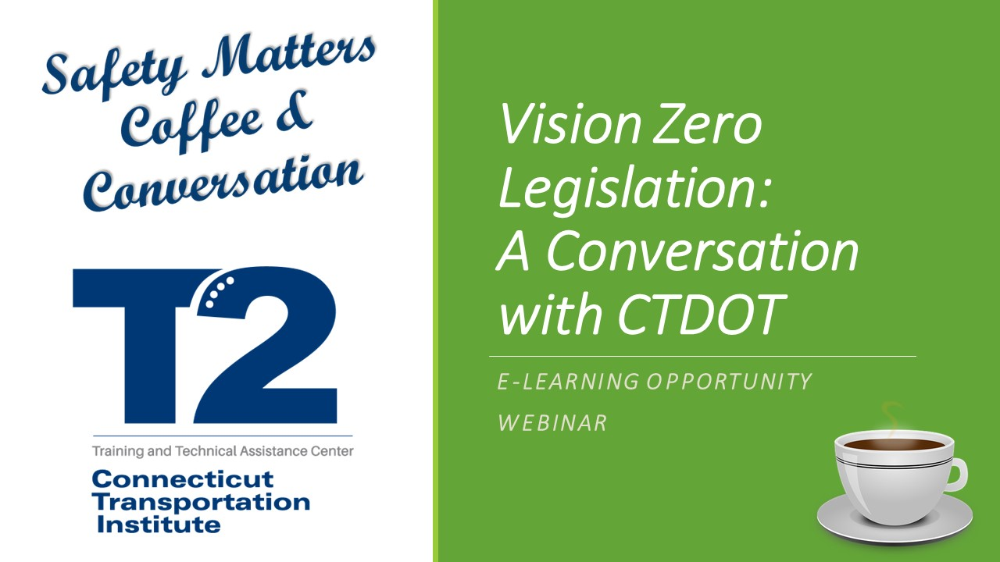 Safety Matters
Coffee &
Conversation
T2
Training and Technical Assistance Center
Connecticut
Transportation
Institute
Vision Zero
Legislation:
A Conversation
with CTDOT
E-LEARNING OPPORTUNITY
WEBINAR